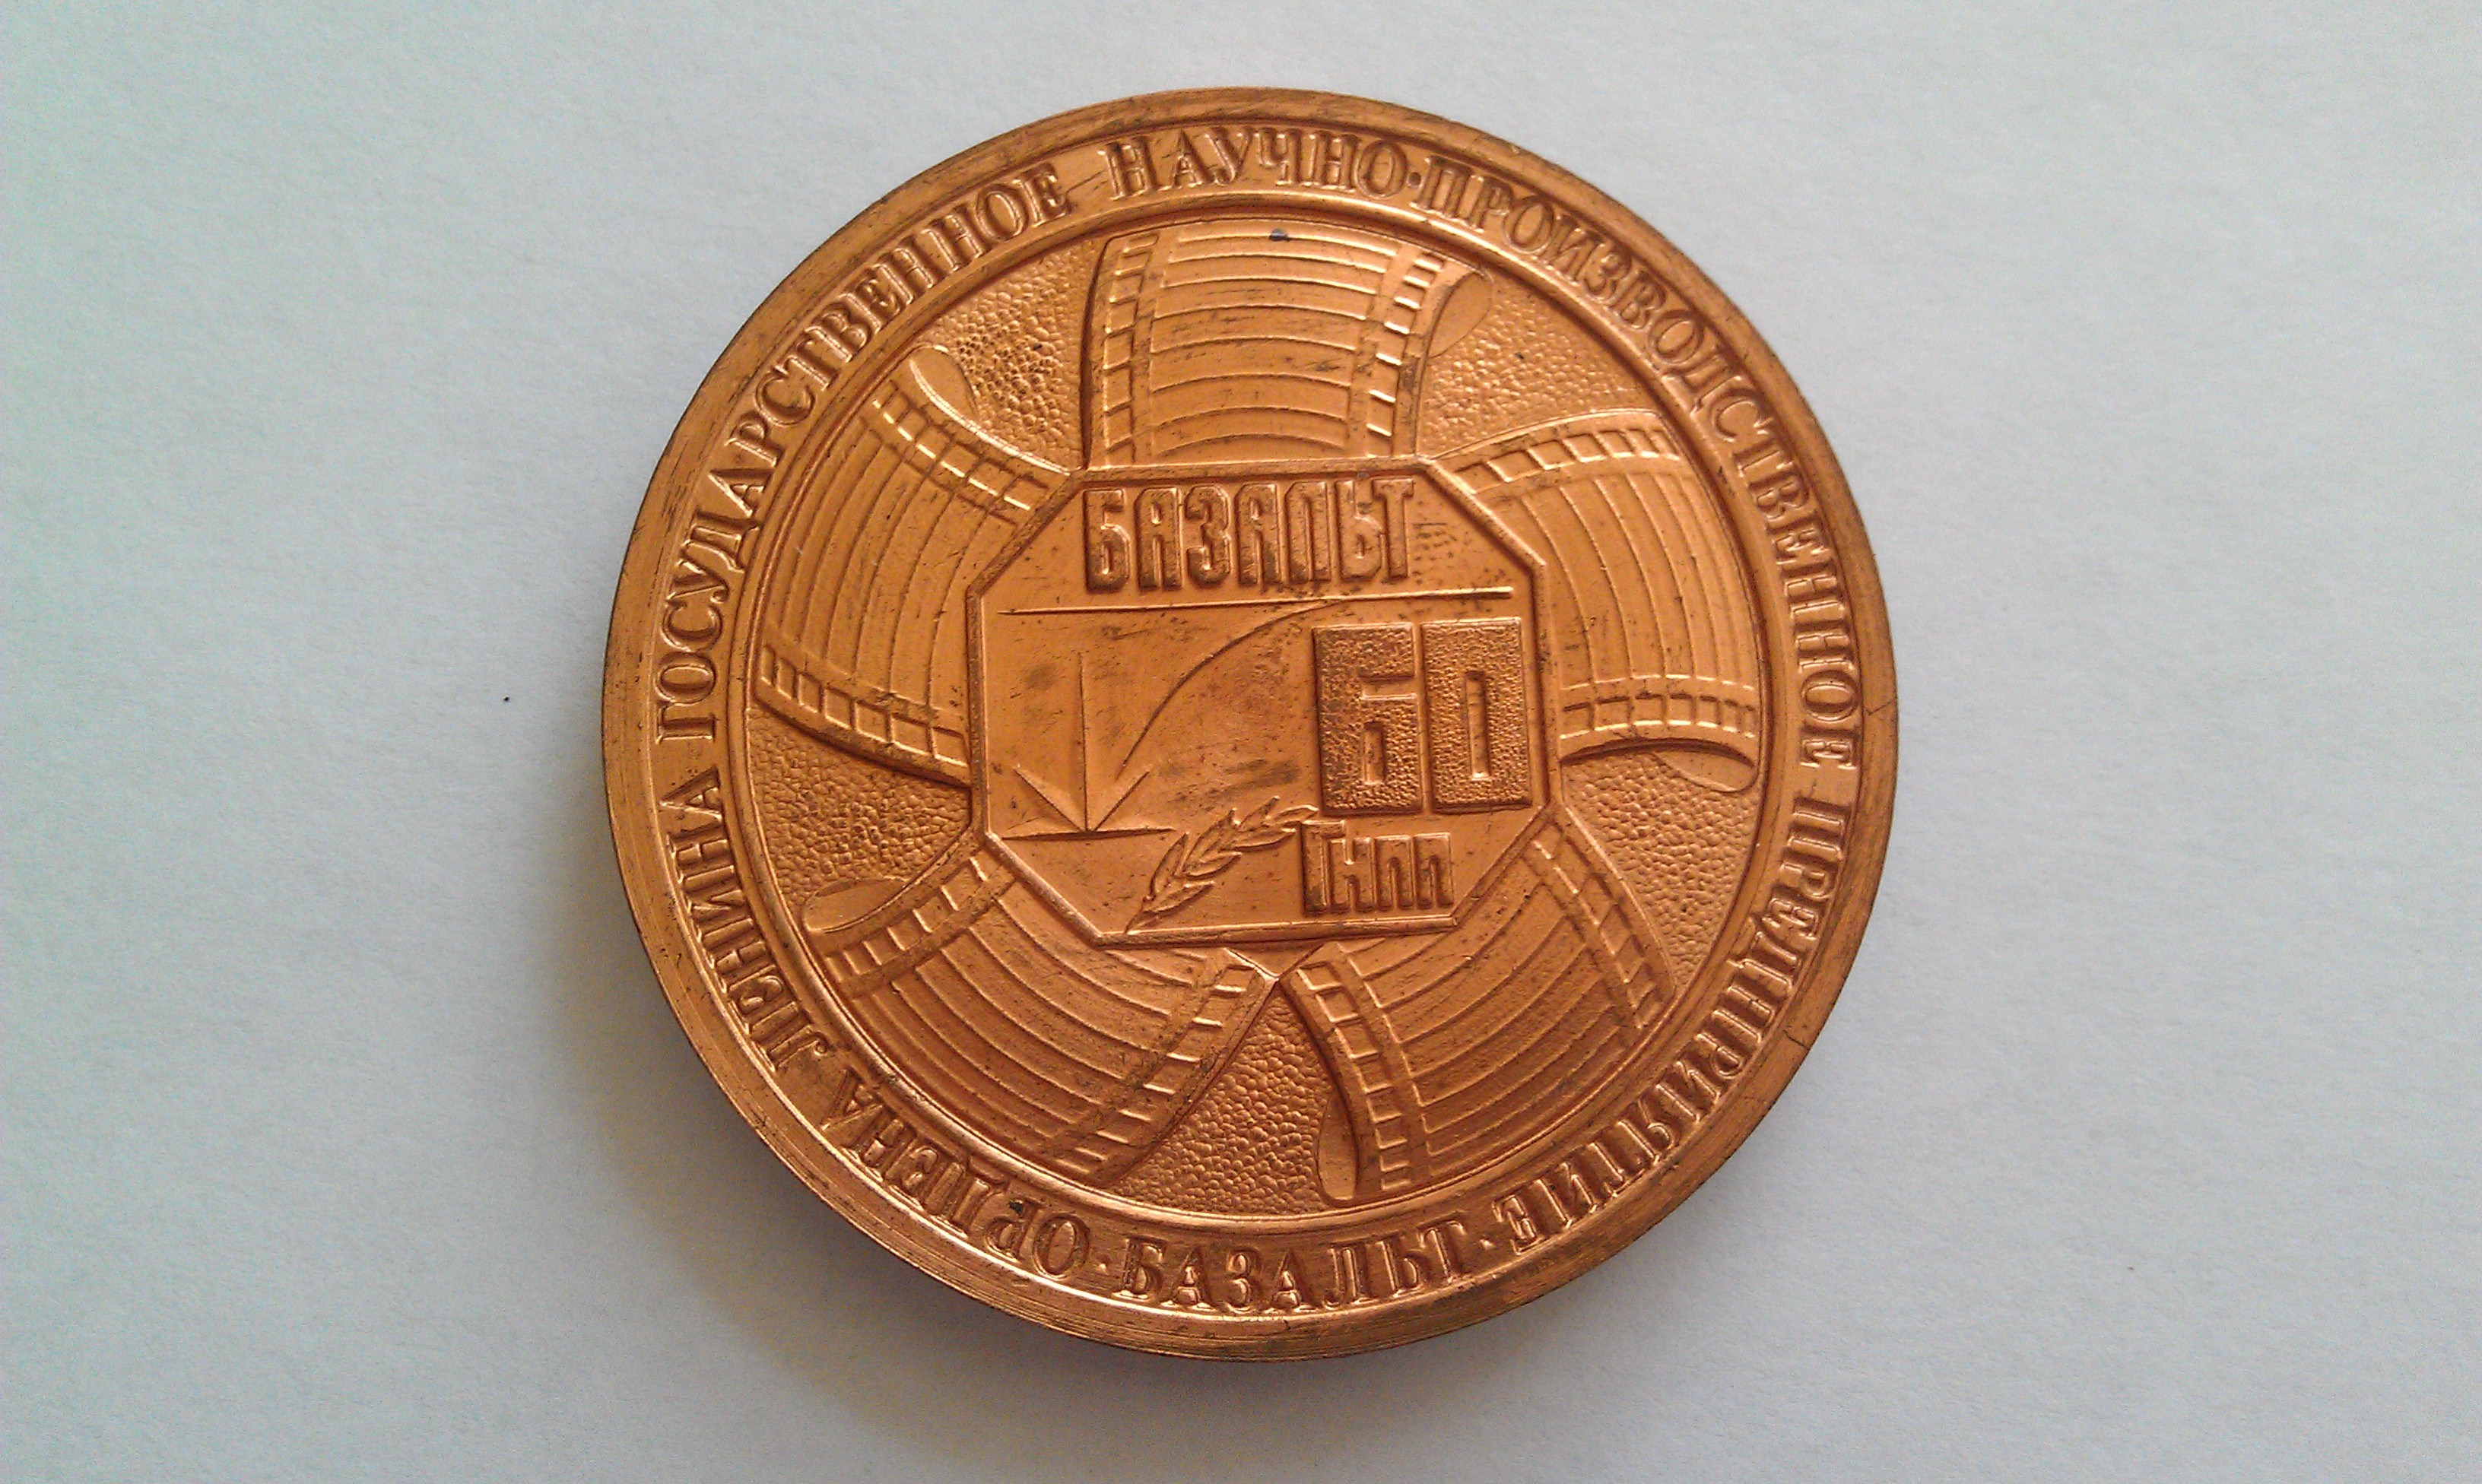 ОРДЕНА ЛЕНИНА ГОСУДАРСТВЕННОЕ НАУЧНО-ПРОИЗВОДСТВЕННОЕ ПРЕДПРИЯТИЕ · БАЗАЛЬТ ·
БАЗАЛЬТ
60
ГНПП